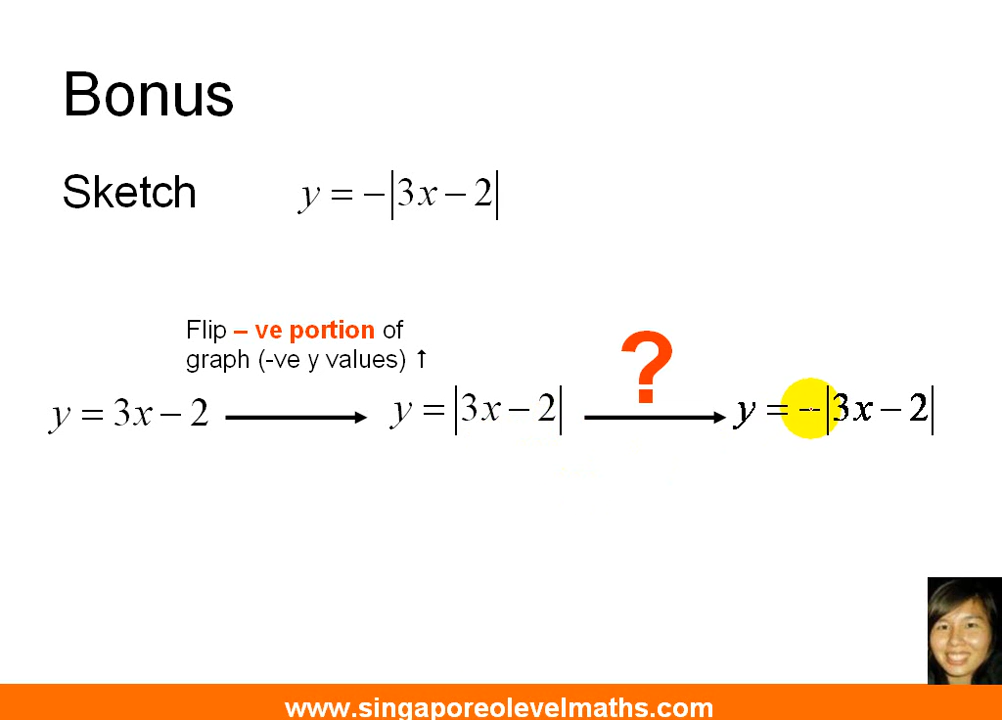 Bonus
Sketch y = −|3x − 2|
Flip – ve portion of
graph (-ve y values) ↑
?
y = 3x − 2 ⟶ y = |3x − 2| ⟶ y = −|3x − 2|
www.singaporeolevelmaths.com